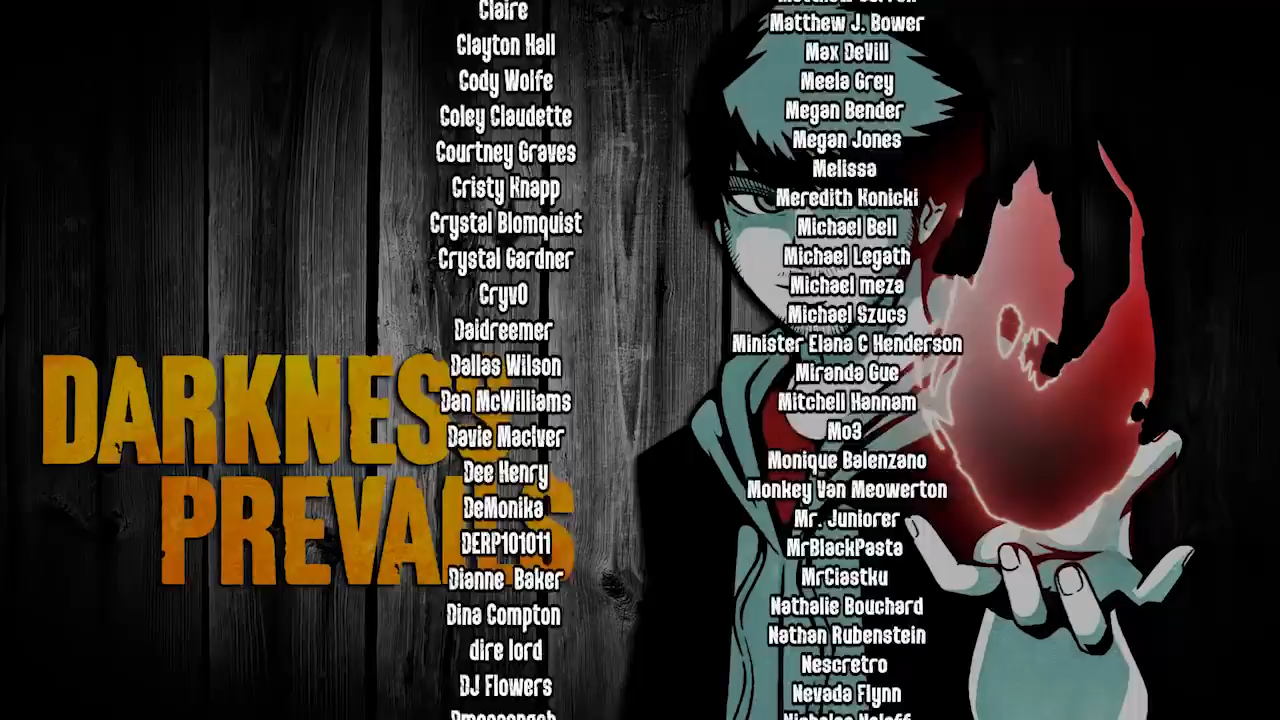 DARKNESS
PREVAILS
Claire
Clayton Hall
Cody Wolfe
Coley Claudette
Courtney Graves
Cristy Knapp
Crystal Blomquist
Crystal Gardner
Cryv0
Daidreemer
Dallas Wilson
Dan McWilliams
Davie MacIver
Dee Henry
DeMonika
DERP101011
Dianne Baker
Dina Compton
dire lord
DJ Flowers
Matthew J. Bower
Max DeVill
Meela Grey
Megan Bender
Megan Jones
Melissa
Meredith Konicki
Michael Bell
Michael Legath
Michael meza
Michael Szucs
Minister Elana C Henderson
Miranda Gue
Mitchell Hannam
Mo3
Monique Balenzano
Monkey Van Meowerton
Mr. Juniorer
MrBlackPasta
MrCiastku
Nathalie Bouchard
Nathan Rubenstein
Nescretro
Nevada Flynn